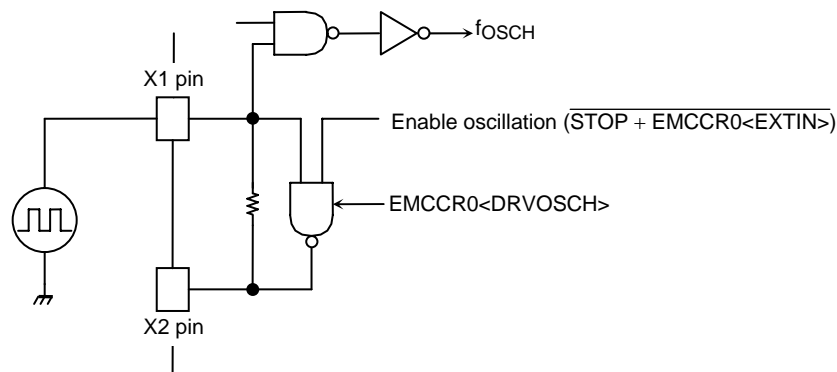 fOSCH
X1 pin
Enable oscillation (STOP + EMCCR0<EXTIN>)
EMCCR0<DRVOSCH>
X2 pin